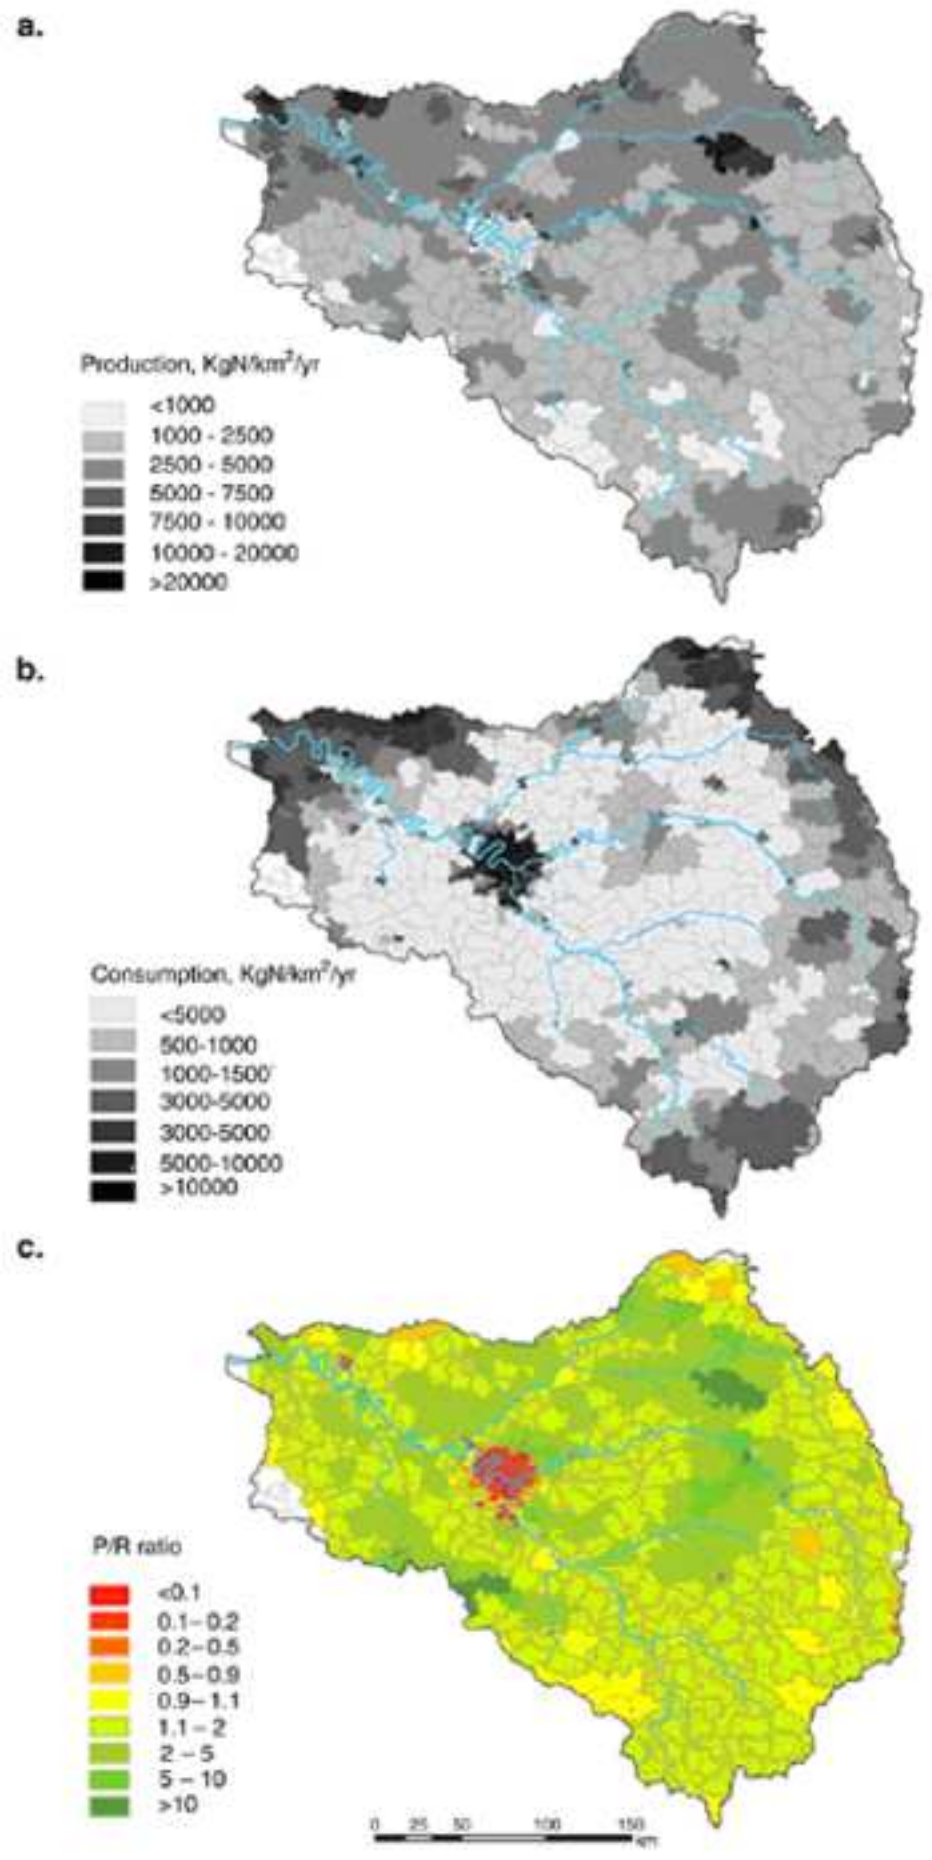 a.
Production, KgN/km²/yr
<1000
1000 - 2500
2500 - 5000
5000 - 7500
7500 - 10000
10000 - 20000
>20000
b.
Consumption, KgN/km²/yr
<5000
500-1000
1000-1500
3000-5000
3000-5000
5000-10000
>10000
c.
P/R ratio
<0.1
0.1– 0.2
0.2 – 0.5
0.5 – 0.9
0.9– 1.1
1.1 – 2
2 – 5
5 – 10
>10
0 25 50 100 150
km